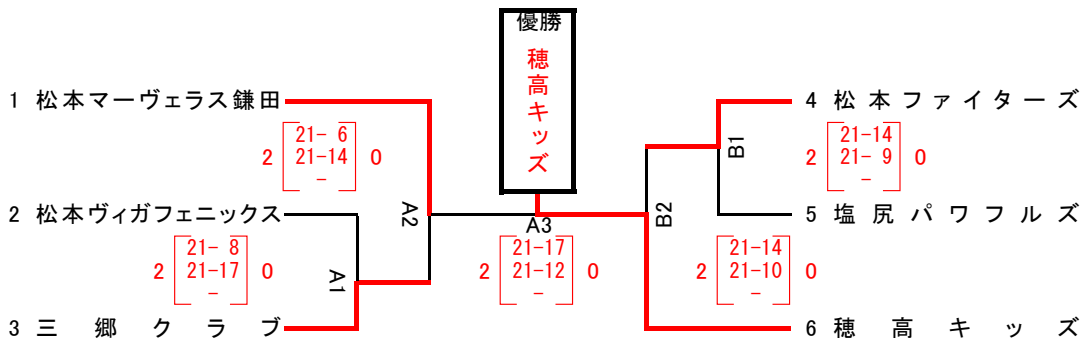 優勝
穂高キッズ
1 松本マーヴェラス鎌田
4 松本ファイターズ
2 21- 6 0
21-14
-
2 21-14 0
21- 9
-
B1
2 松本ヴィガフェニックス
A2
A3
B2
5 塩尻パワフルズ
2 21- 8 0
21-17
-
A1
2 21-17 0
21-12
-
2 21-14 0
21-10
-
3 三郷クラブ
6 穂高キッズ